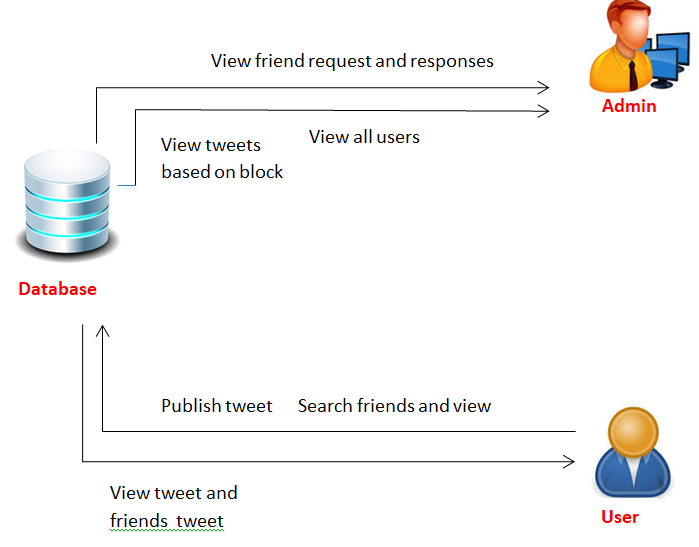 View friend request and responses
Admin
View all users
View tweets
based on block
Database
Publish tweet Search friends and view
View tweet and
friends tweet
User